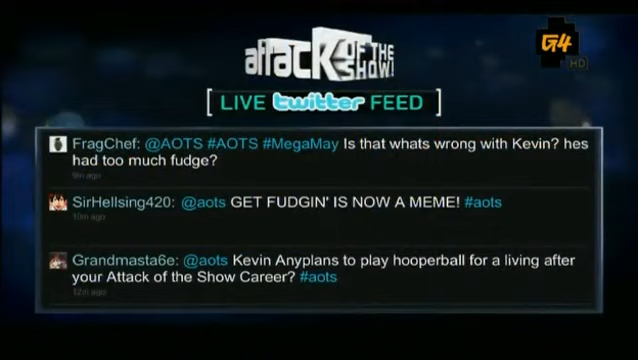 attack OF THE SHOW!
G4
HD
[ LIVE twitter FEED ]
FragChef: @AOTS #AOTS #MegaMay Is that whats wrong with Kevin? hes
had too much fudge?
9m ago
SirHellsing420: @aots GET FUDGIN' IS NOW A MEME! #aots
10m ago
Grandmasta6e: @aots Kevin Anyplans to play hooperball for a living after
your Attack of the Show Career? #aots
12m ago